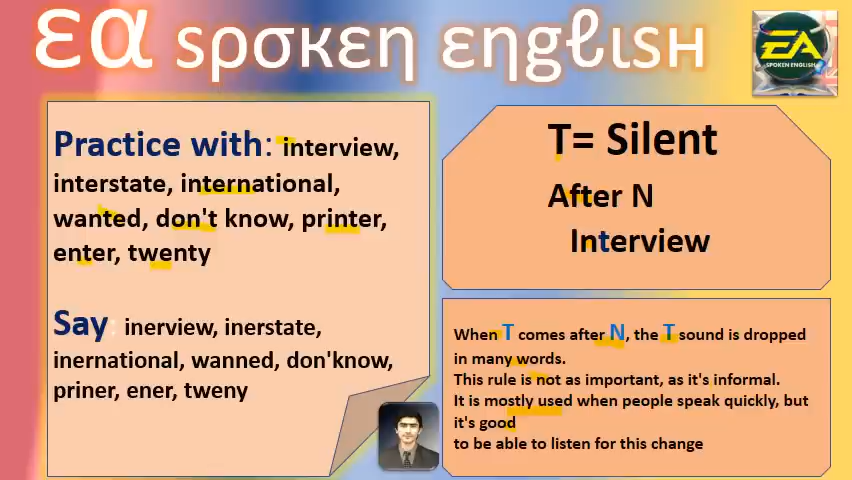 εα spσκεη εηgℓιsн
EA
SPOKEN ENGLISH
Practice with: interview,
interstate, international,
wanted, don't know, printer,
enter, twenty
Say: inerview, inerstate,
inernational, wanned, don'know,
priner, ener, tweny
T= Silent
After N
Interview
When T comes after N, the T sound is dropped
in many words.
This rule is not as important, as it's informal.
It is mostly used when people speak quickly, but
it's good
to be able to listen for this change